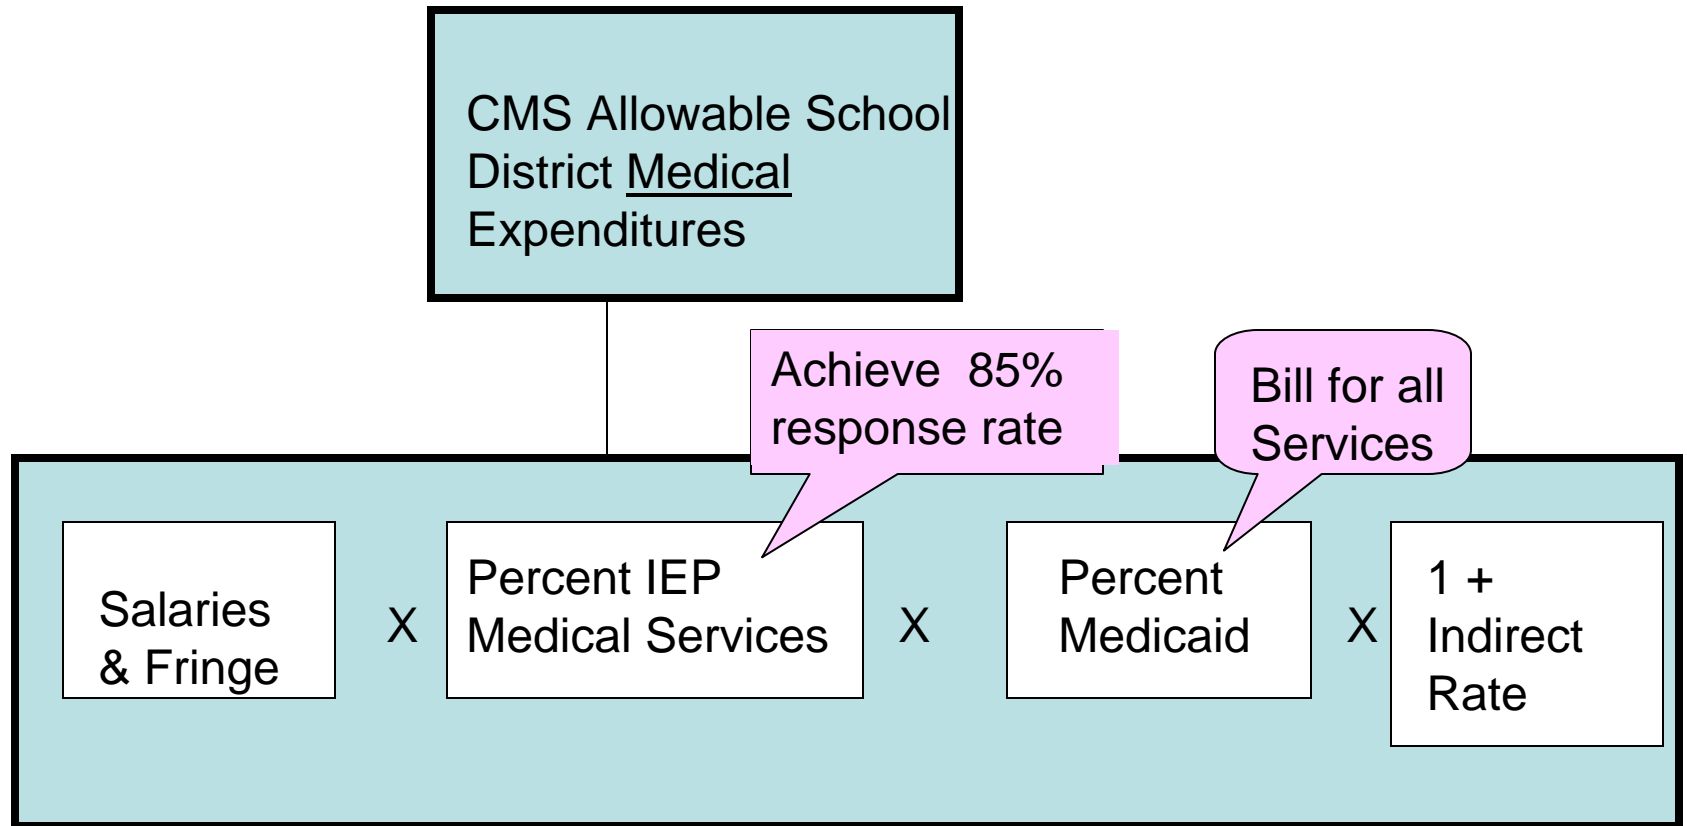 CMS Allowable School
District Medical
Expenditures
Achieve 85%
response rate
Bill for all
Services
Salaries
& Fringe
X
Percent IEP
Medical Services
X
Percent
Medicaid
X
1 +
Indirect
Rate